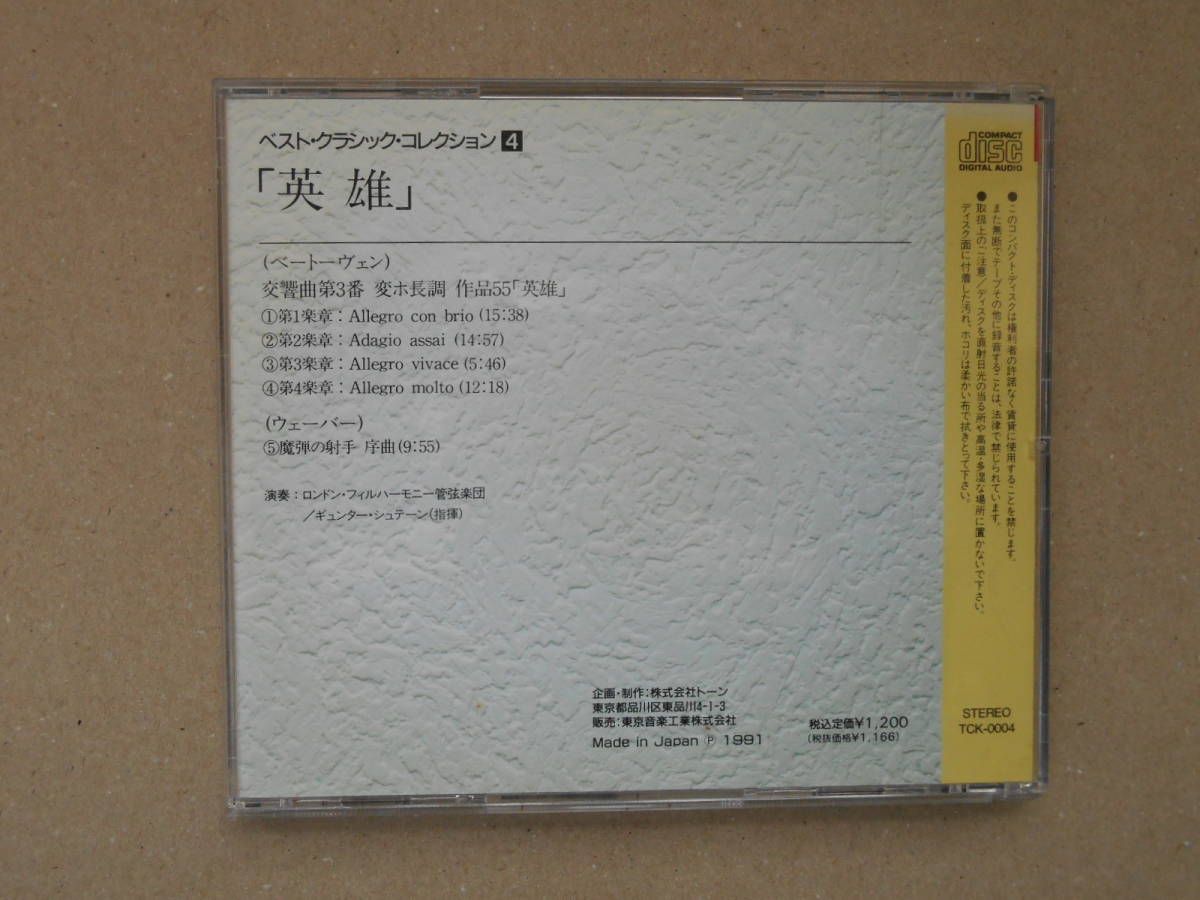 ベスト・クラシック・コレクション4
「英 雄」
(ベートーヴェン)
交響曲第3番 変ホ長調 作品55「英雄」
①第1楽章：Allegro con brio (15:38)
②第2楽章：Adagio assai (14:57)
③第3楽章：Allegro vivace (5:46)
④第4楽章：Allegro molto (12:18)
(ウェーバー)
⑤魔弾の射手 序曲(9:55)
演奏：ロンドン・フィルハーモニー管弦楽団
／ギュンター・シュテーン(指揮)
企画・制作：株式会社トーン
東京都品川区東品川4-1-3
販売：東京音楽工業株式会社
Made in Japan Ⓟ 1991
税込定価¥1,200
(税抜価格¥1,166)
COMPACT
disc
DIGITAL AUDIO
●このコンパクト・ディスクは権利者の許諾なく賃貸に使用することを禁じます。
また無断でテープその他に録音することは、法律で禁じられています。
●取扱上のご注意／ディスクを直射日光の当る所や高温・多湿な場所に置かないで下さい。
ディスク面に付着した汚れ、ホコリは柔かい布で拭きとって下さい。
STEREO
TCK-0004